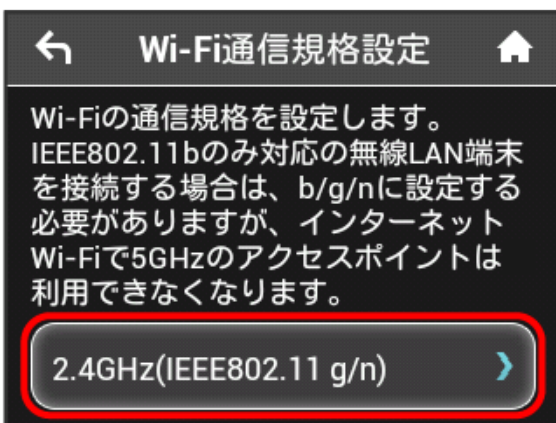 Wi-Fi通信規格設定
Wi-Fiの通信規格を設定します。
IEEE802.11bのみ対応の無線LAN端末
を接続する場合は、b/g/nに設定する
必要がありますが、インターネット
Wi-Fiで5GHzのアクセスポイントは
利用できなくなります。
2.4GHz(IEEE802.11 g/n)